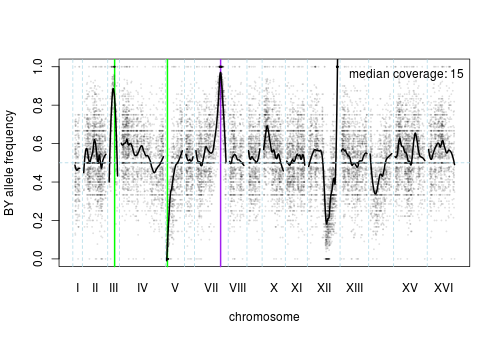 median coverage: 15
BY allele frequency
1.0
0.8
0.6
0.4
0.2
0.0
I II III IV V VII VIII X XI XII XIII XV XVI
chromosome